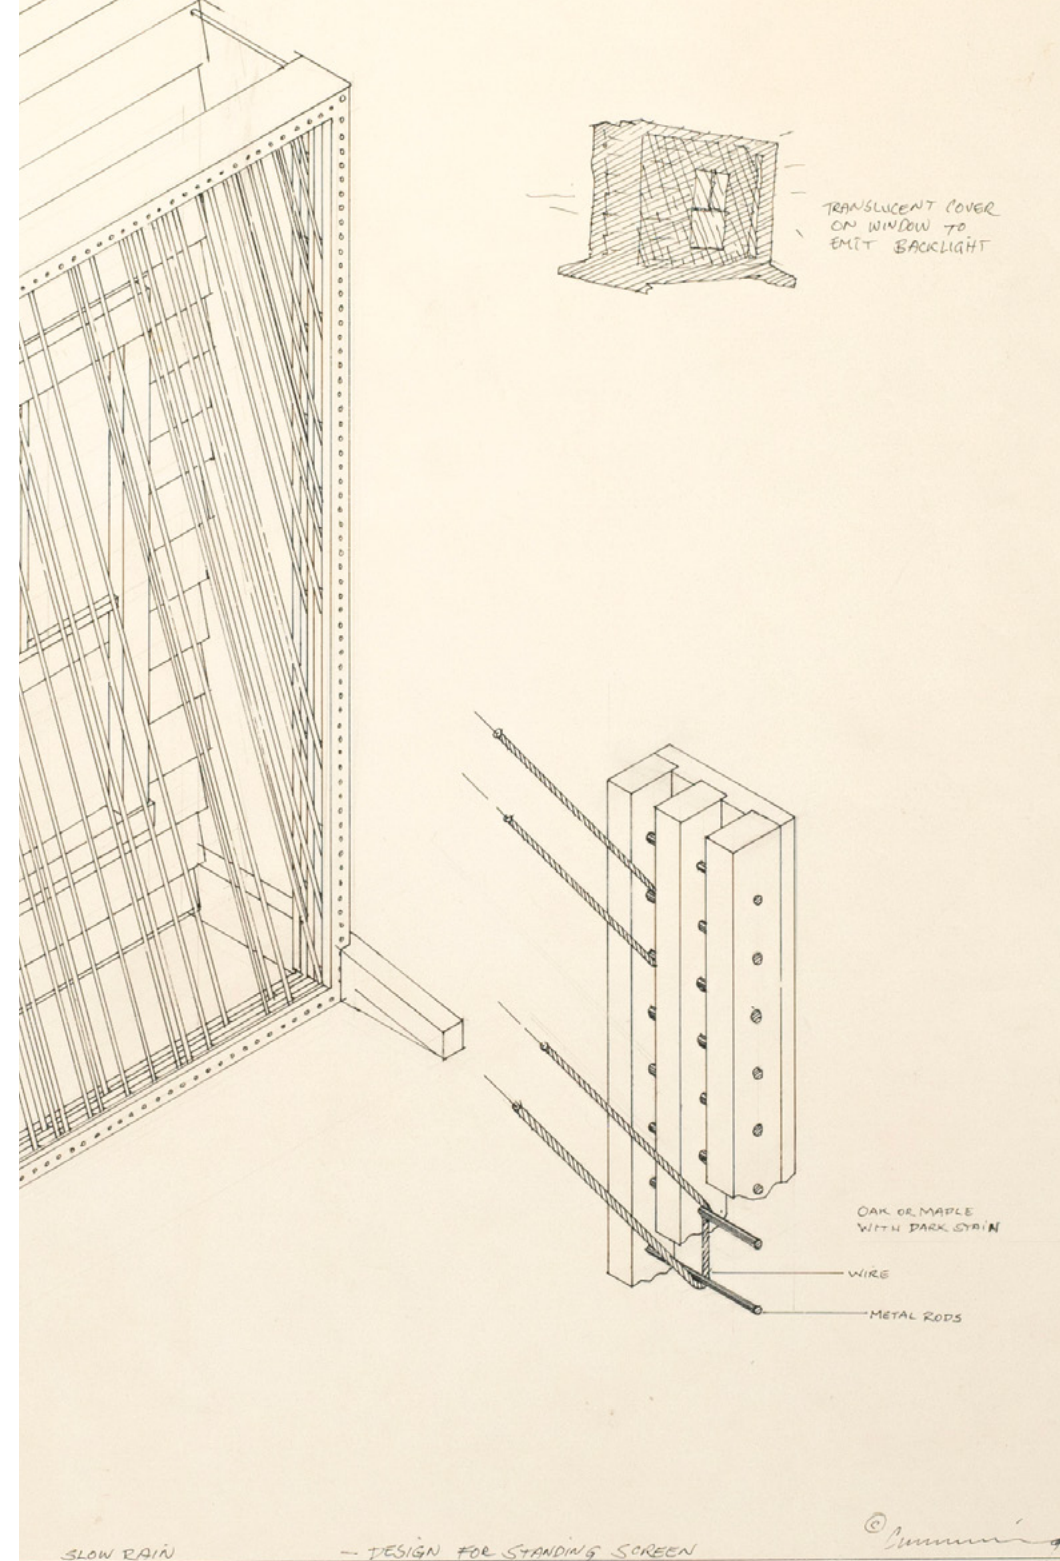 TRANSLUCENT COVER
ON WINDOW TO
EMIT BACKLIGHT
OAK OR MAPLE
WITH DARK STAIN
WIRE
METAL RODS
SLOW RAIN — DESIGN FOR STANDING SCREEN
©